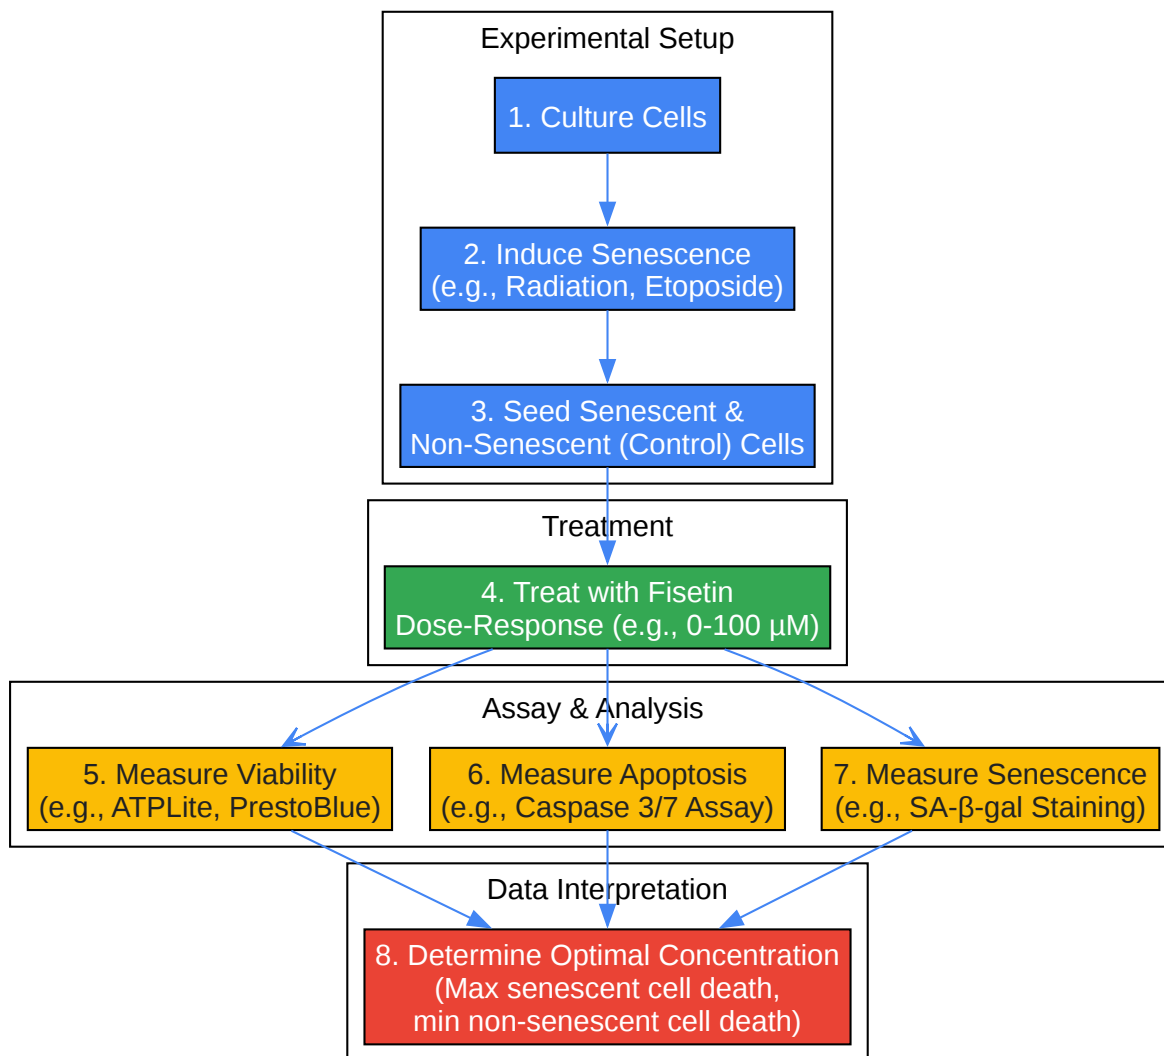 Experimental Setup
1. Culture Cells
2. Induce Senescence
(e.g., Radiation, Etoposide)
3. Seed Senescent &
Non-Senescent (Control) Cells
Treatment
4. Treat with Fisetin
Dose-Response (e.g., 0-100 µM)
Assay & Analysis
5. Measure Viability
(e.g., ATPLite, PrestoBlue)
6. Measure Apoptosis
(e.g., Caspase 3/7 Assay)
7. Measure Senescence
(e.g., SA-β-gal Staining)
Data Interpretation
8. Determine Optimal Concentration
(Max senescent cell death,
min non-senescent cell death)